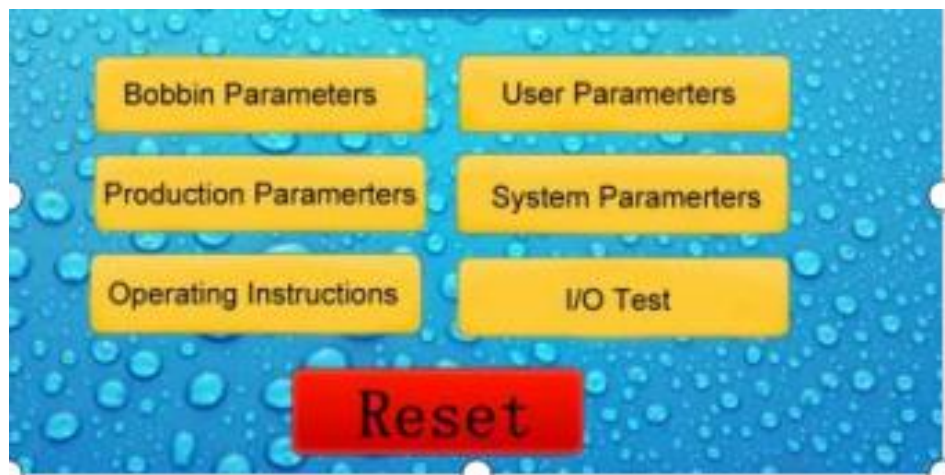 Bobbin Parameters
User Paramerters
Production Paramerters
System Paramerters
Operating Instructions
I/O Test
Reset